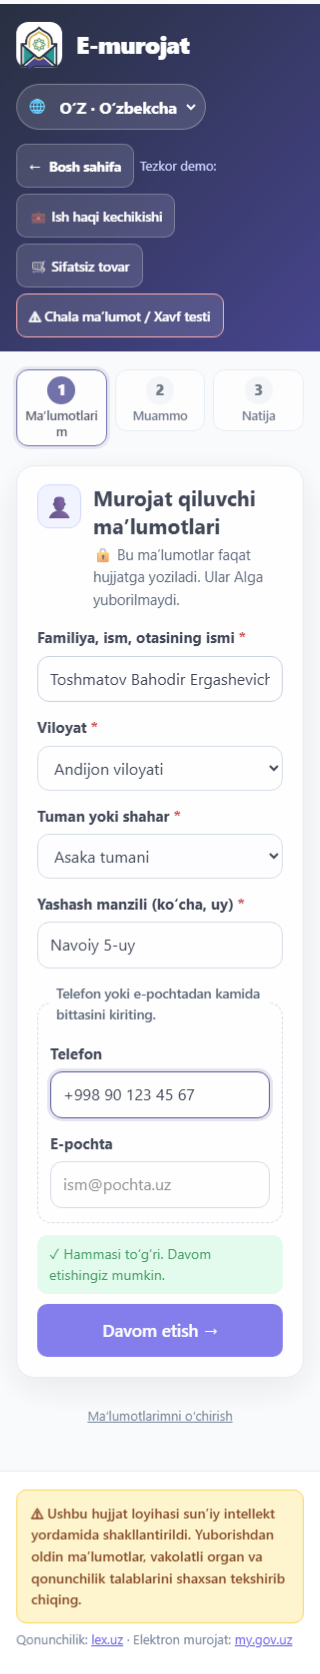 E-murojat
🌐 O‘Z · O‘zbekcha
← Bosh sahifa Tezkor demo:
💼 Ish haqi kechikishi
🛒 Sifatsiz tovar
⚠ Chala ma’lumot / Xavf testi
1
Ma’lumotlari
m
2
Muammo
3
Natija
Murojat qiluvchi
ma’lumotlari
🔒 Bu ma’lumotlar faqat
hujjatga yoziladi. Ular AIga
yuborilmaydi.
Familiya, ism, otasining ismi *
Toshmatov Bahodir Ergashevich
Viloyat *
Andijon viloyati
Tuman yoki shahar *
Asaka tumani
Yashash manzili (ko‘cha, uy) *
Navoiy 5-uy
Telefon yoki e-pochtadan kamida
bittasini kiriting.
Telefon
+998 90 123 45 67
E-pochta
ism@pochta.uz
✓ Hammasi to‘g‘ri. Davom
etishingiz mumkin.
Davom etish →
Ma’lumotlarimni o‘chirish
⚠ Ushbu hujjat loyihasi sun’iy intellekt
yordamida shakllantirildi. Yuborishdan
oldin ma’lumotlar, vakolatli organ va
qonunchilik talablarini shaxsan tekshirib
chiqing.
Qonunchilik: lex.uz · Elektron murojat: my.gov.uz